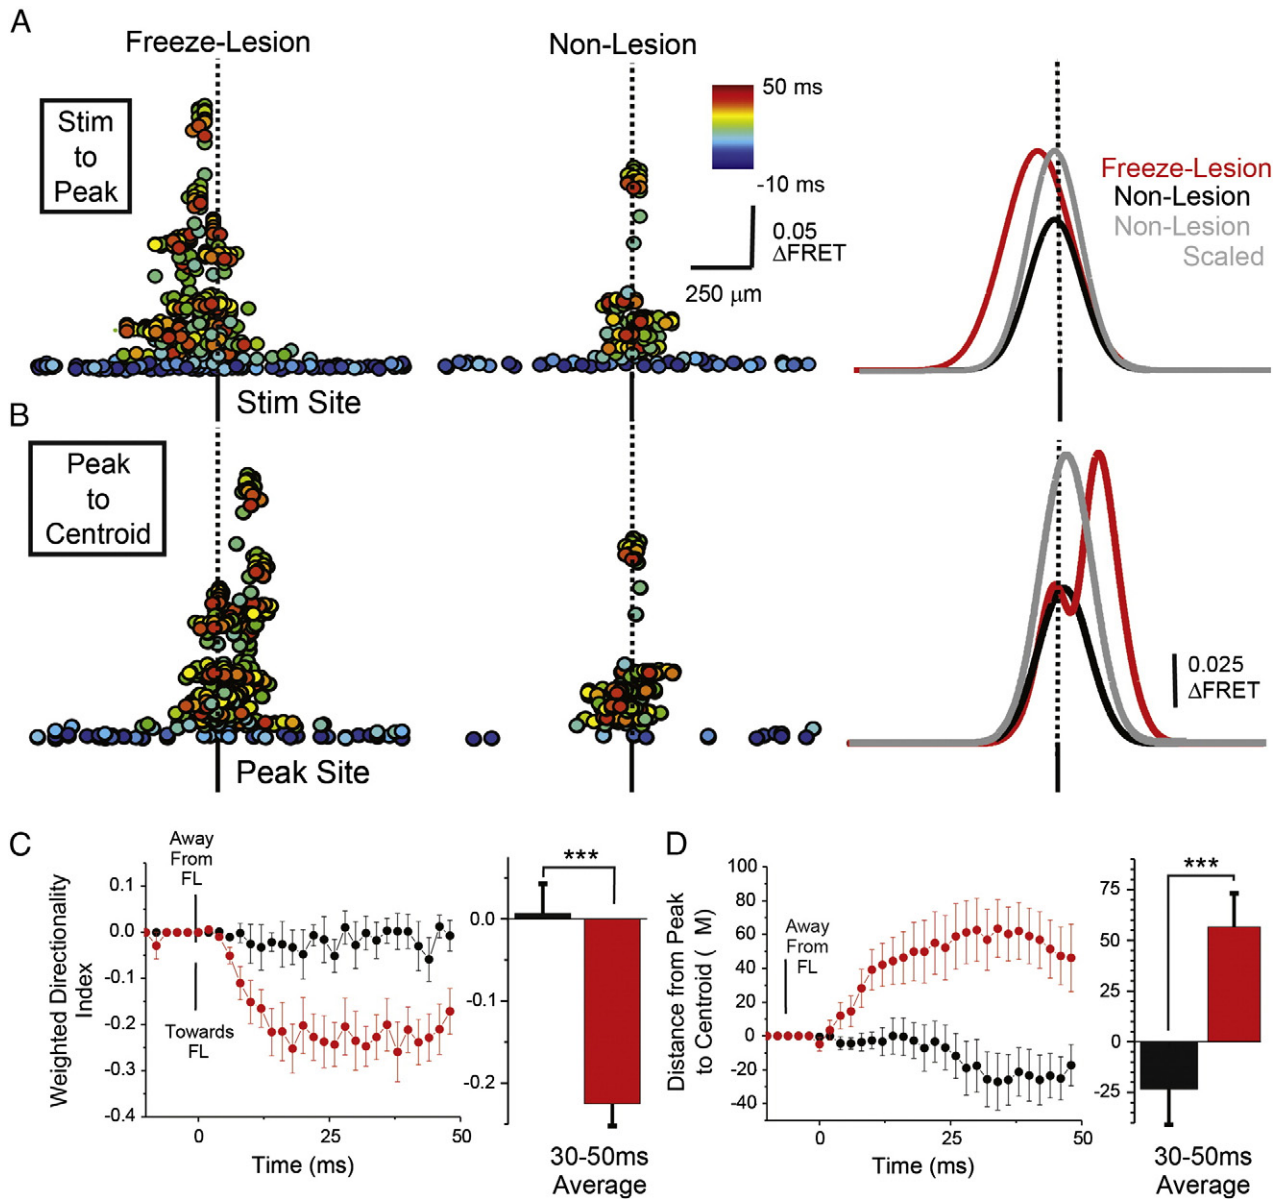 A
Freeze-Lesion
Non-Lesion
Stim
to
Peak
50 ms
-10 ms
0.05
ΔFRET
250 μm
Freeze-Lesion
Non-Lesion
Non-Lesion
Scaled
Stim Site
B
Peak
to
Centroid
0.025
ΔFRET
Peak Site
C
Weighted Directionality
Index
Away
From
FL
Towards
FL
0.1
0.0
-0.1
-0.2
-0.3
-0.4
0
25
50
Time (ms)
***
0.0
-0.1
-0.2
30-50ms
Average
D
Distance from Peak
to Centroid ( M)
Away
From
FL
100
80
60
40
20
0
-20
-40
0
25
50
Time (ms)
***
75
50
25
0
-25
30-50ms
Average